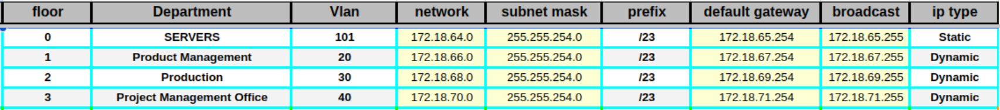 floor Department Vlan network subnet mask prefix default gateway broadcast ip type
0 SERVERS 101 172.18.64.0 255.255.254.0 /23 172.18.65.254 172.18.65.255 Static
1 Product Management 20 172.18.66.0 255.255.254.0 /23 172.18.67.254 172.18.67.255 Dynamic
2 Production 30 172.18.68.0 255.255.254.0 /23 172.18.69.254 172.18.69.255 Dynamic
3 Project Management Office 40 172.18.70.0 255.255.254.0 /23 172.18.71.254 172.18.71.255 Dynamic